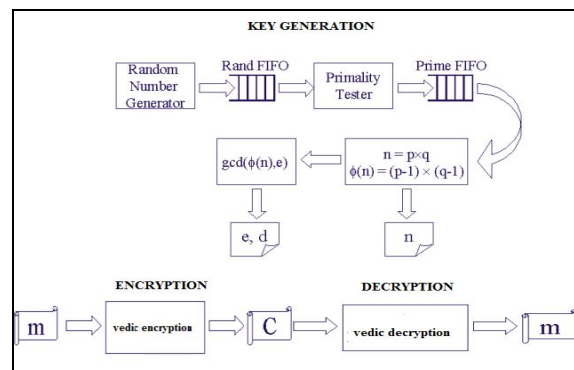 KEY GENERATION
Rand FIFO
Prime FIFO
Random
Number
Generator
Primality
Tester
gcd(ϕ(n),e)
n = p×q
ϕ(n) = (p-1) × (q-1)
e, d
n
ENCRYPTION
DECRYPTION
m
vedic encryption
C
vedic decryption
m